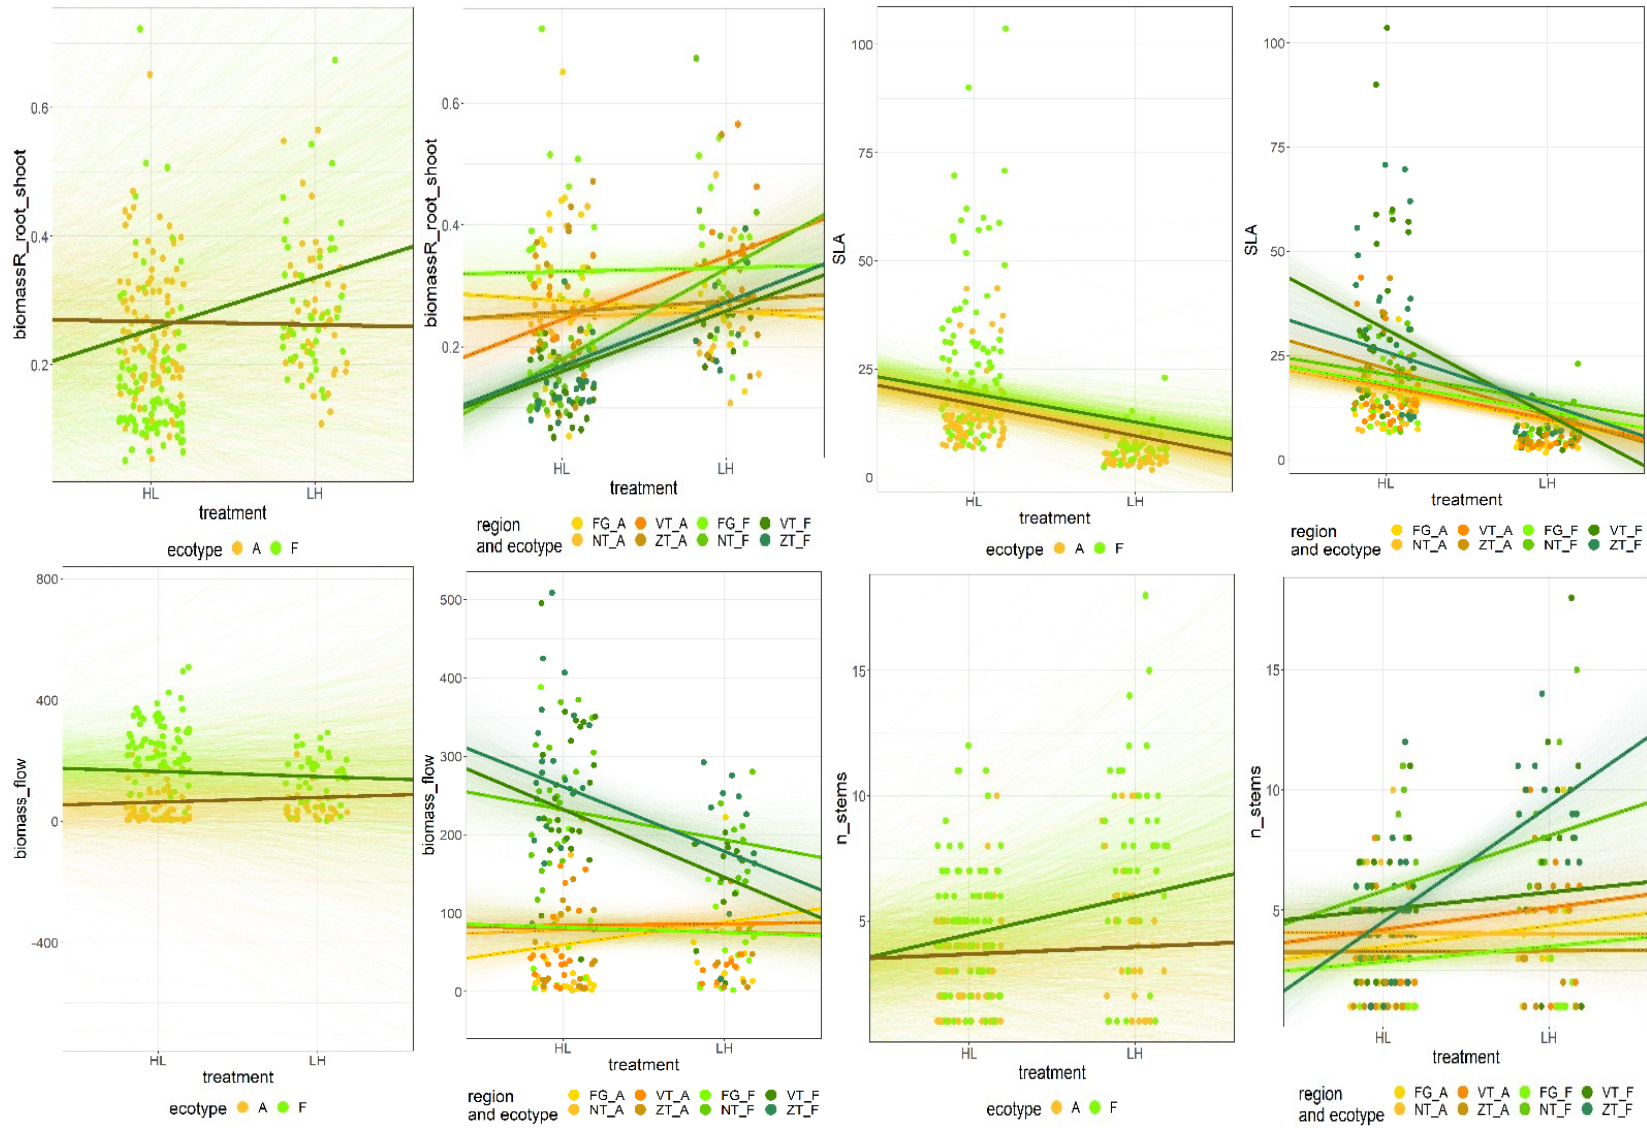 biomassR_root_shoot
0.6
0.4
0.2
HL LH
treatment
ecotype A F
biomassR_root_shoot
0.6
0.4
0.2
HL LH
treatment
region and ecotype
FG_A VT_A FG_F VT_F
NT_A ZT_A NT_F ZT_F
SLA
100
75
50
25
0
HL LH
treatment
ecotype A F
SLA
100
75
50
25
0
HL LH
treatment
region and ecotype
FG_A VT_A FG_F VT_F
NT_A ZT_A NT_F ZT_F
biomass_flow
800
400
0
-400
HL LH
treatment
ecotype A F
biomass_flow
500
400
300
200
100
0
HL LH
treatment
region and ecotype
FG_A VT_A FG_F VT_F
NT_A ZT_A NT_F ZT_F
n_stems
15
10
5
HL LH
treatment
ecotype A F
n_stems
15
10
5
HL LH
treatment
region and ecotype
FG_A VT_A FG_F VT_F
NT_A ZT_A NT_F ZT_F